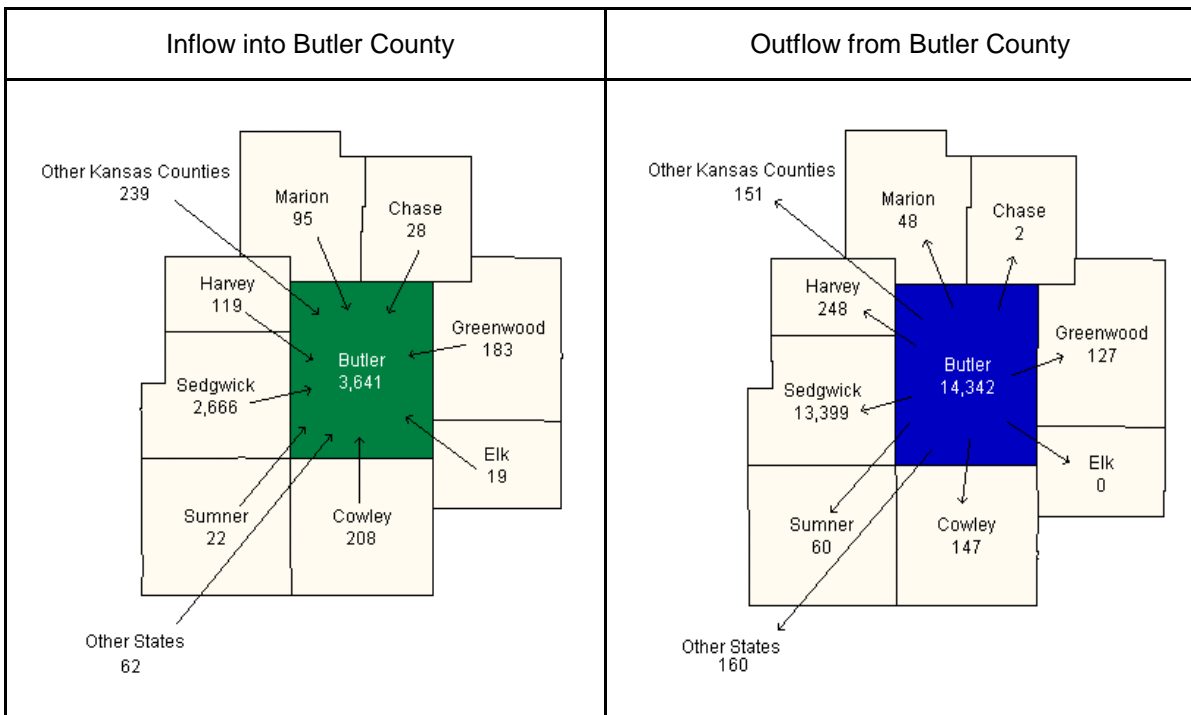 Inflow into Butler County
Outflow from Butler County
Other Kansas Counties
239
Marion
95
Chase
28
Harvey
119
Greenwood
183
Butler
3,641
Sedgwick
2,666
Elk
19
Sumner
22
Cowley
208
Other States
62
Other Kansas Counties
151
Marion
48
Chase
2
Harvey
248
Greenwood
127
Butler
14,342
Sedgwick
13,399
Elk
0
Sumner
60
Cowley
147
Other States
160